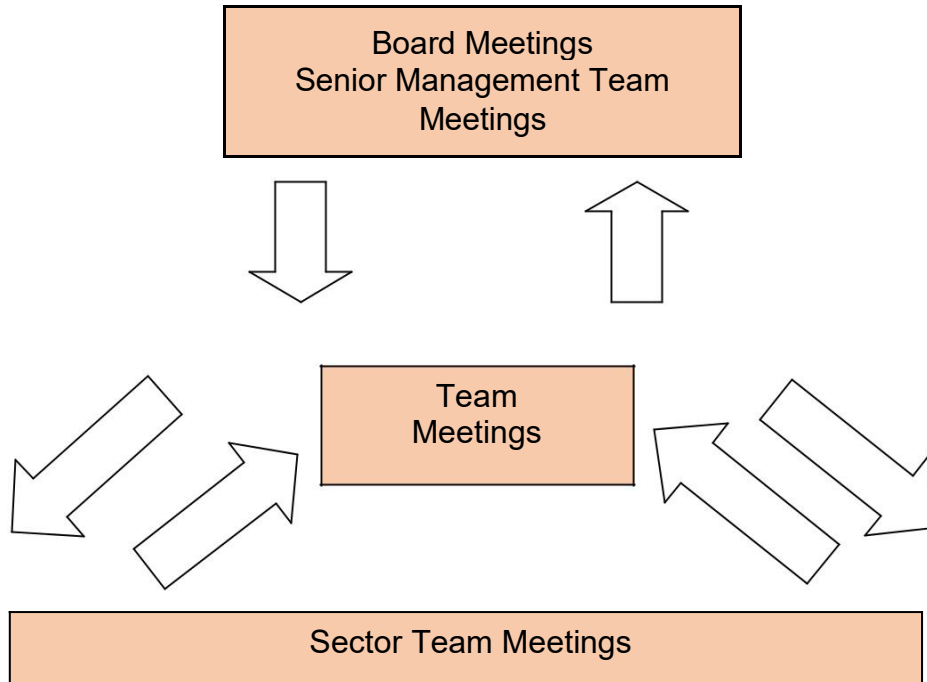 Board Meetings
Senior Management Team
Meetings
Team
Meetings
Sector Team Meetings